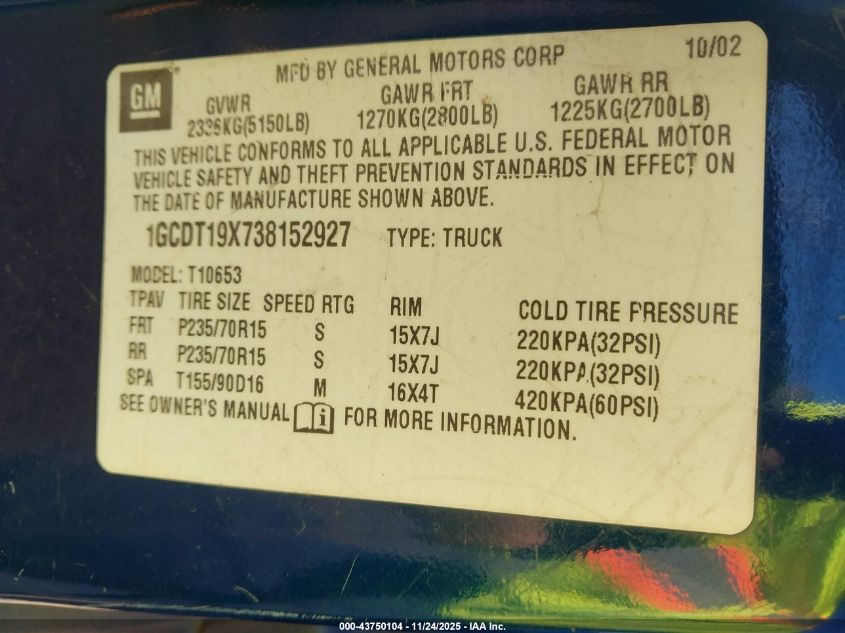 MFD BY GENERAL MOTORS CORP 10/02
GM
GVWR GAWR FRT GAWR RR
2336KG(5150LB) 1270KG(2800LB) 1225KG(2700LB)
THIS VEHICLE CONFORMS TO ALL APPLICABLE U.S. FEDERAL MOTOR
VEHICLE SAFETY AND THEFT PREVENTION STANDARDS IN EFFECT ON
THE DATE OF MANUFACTURE SHOWN ABOVE.
1GCDT19X738152927 TYPE: TRUCK
MODEL: T10653
TPAV TIRE SIZE SPEED RTG RIM COLD TIRE PRESSURE
FRT P235/70R15 S 15X7J 220KPA(32PSI)
RR P235/70R15 S 15X7J 220KPA(32PSI)
SPA T155/90D16 M 16X4T 420KPA(60PSI)
SEE OWNER'S MANUAL i FOR MORE INFORMATION.
000-43750104 - 11/24/2025 - IAA Inc.